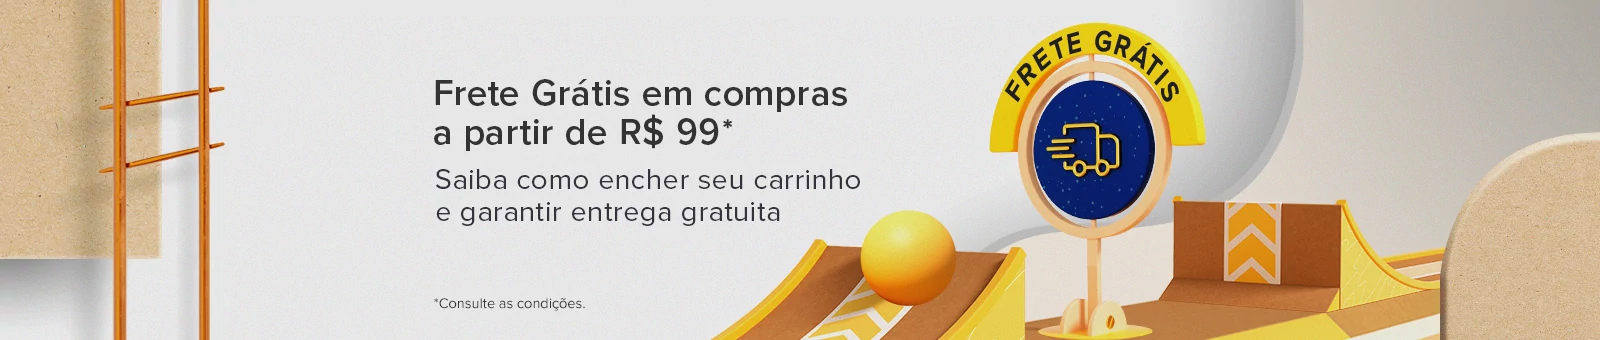 Frete Grátis em compras
a partir de R$ 99*
Saiba como encher seu carrinho
e garantir entrega gratuita
*Consulte as condições.
FRETE GRÁTIS